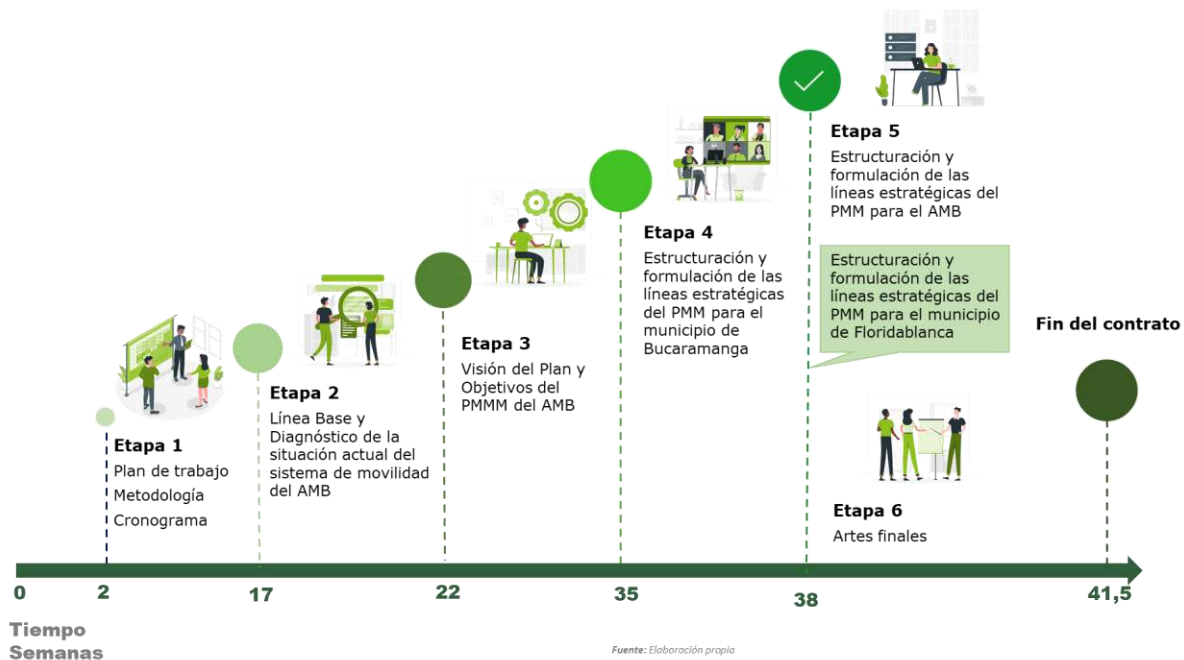 Etapa 1
Plan de trabajo
Metodología
Cronograma
Etapa 2
Línea Base y
Diagnóstico de la
situación actual del
sistema de movilidad
del AMB
Etapa 3
Visión del Plan y
Objetivos del
PMMM del AMB
Etapa 4
Estructuración y
formulación de las
líneas estratégicas
del PMM para el
municipio de
Bucaramanga
Etapa 5
Estructuración y
formulación de las
líneas estratégicas del
PMM para el AMB
Estructuración y
formulación de las
líneas estratégicas del
PMM para el municipio
de Floridablanca
Etapa 6
Artes finales
Fin del contrato
0
2
17
22
35
38
41,5
Tiempo
Semanas
Fuente: Elaboración propia